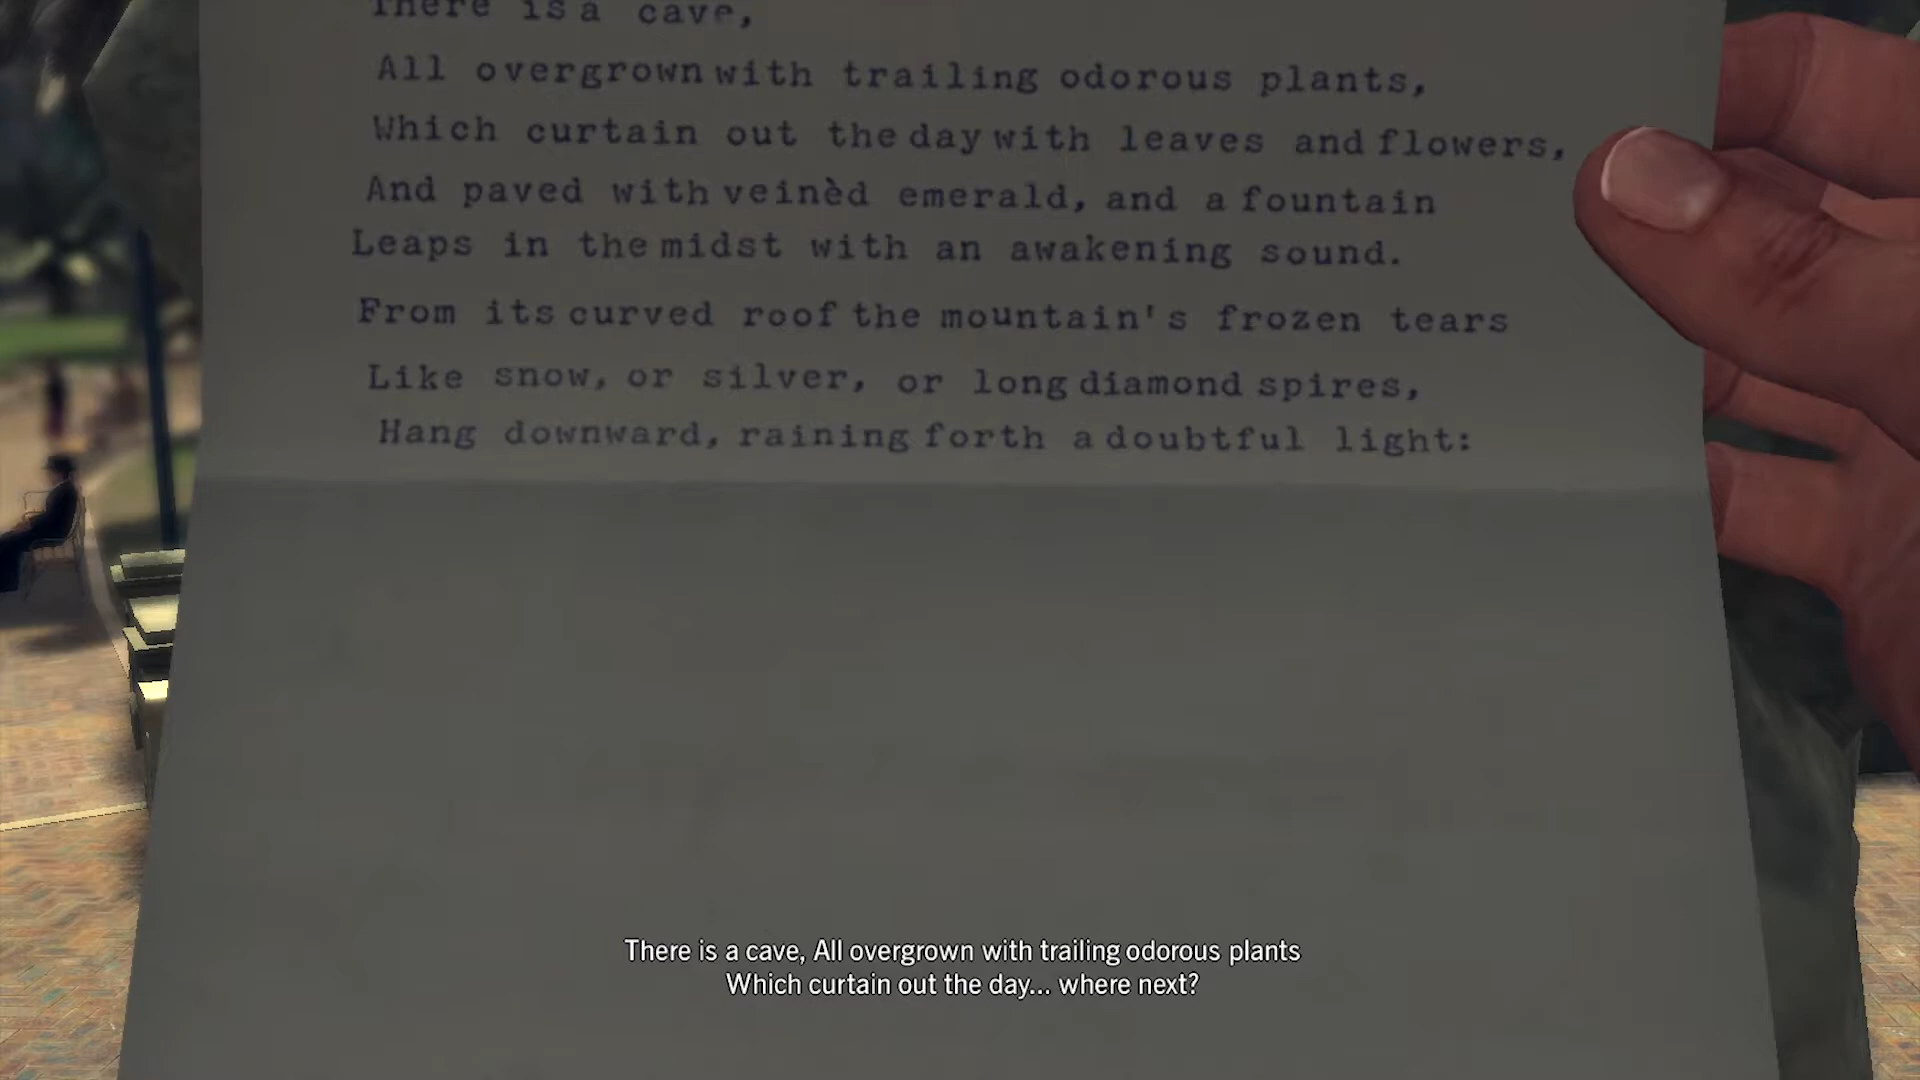 There is a cave,
All overgrown with trailing odorous plants,
Which curtain out the day with leaves and flowers,
And paved with veinèd emerald, and a fountain
Leaps in the midst with an awakening sound.
From its curved roof the mountain's frozen tears
Like snow, or silver, or long diamond spires,
Hang downward, raining forth a doubtful light:
There is a cave, All overgrown with trailing odorous plants
Which curtain out the day... where next?